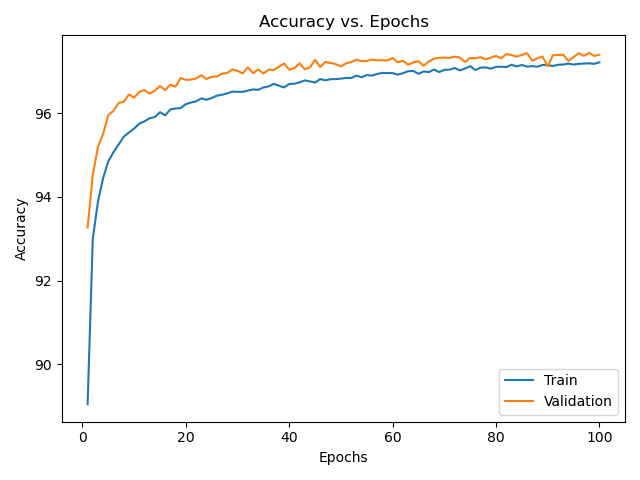 Accuracy vs. Epochs
Accuracy
96
94
92
90
0 20 40 60 80 100
Epochs
Train
Validation